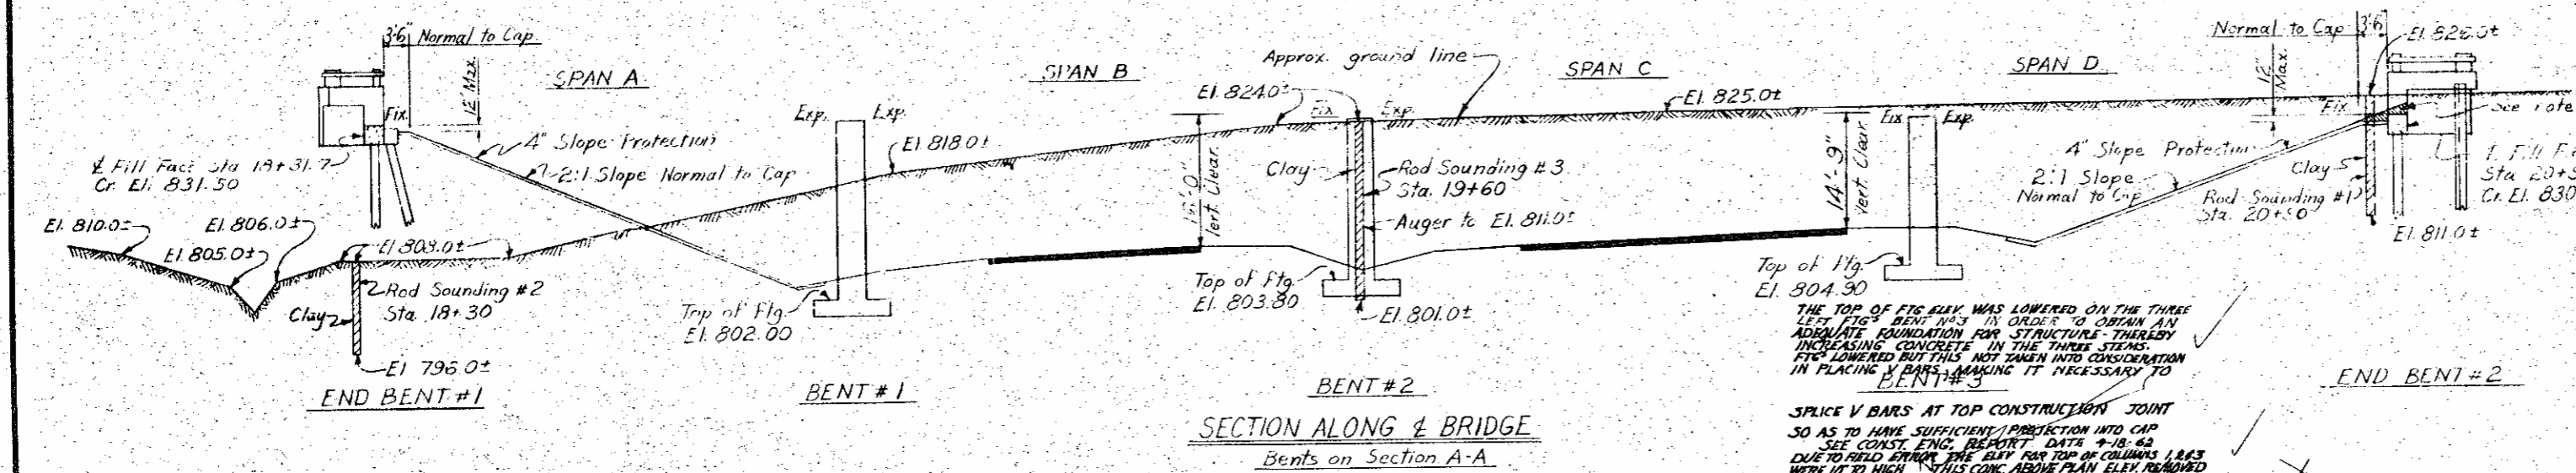 3'6" Normal to Cap
12" Max.
SPAN A
Fix.
4" Slope Protection
2:1 Slope Normal to Cap
℄ Fill Face Sta 18+31.7
Cr. El. 831.50
El. 810.0±
El. 806.0±
El. 805.0±
El 803.0±
Rod Sounding #2
Sta. 18+30
Clay
El 796.0±
END BENT #1
Exp. Exp.
El. 818.0±
Top of Ftg.
El. 802.00
BENT #1
SPAN B
Approx. ground line
El. 824.0±
Fix Exp.
Vert. Clear.
Clay
Rod Sounding #3
Sta. 19+60
Auger to El. 811.0±
Top of Ftg
El. 803.80
El. 801.0±
BENT #2
SECTION ALONG ℄ BRIDGE
Bents on Section A-A
SPAN C
El. 825.0±
14'-9"
Vert Clear.
Fix Exp.
Top of Ftg.
El. 804.90
THE TOP OF FTG ELEV. WAS LOWERED ON THE THREE
LEFT FTGS BENT NO3 IN ORDER TO OBTAIN AN
ADEQUATE FOUNDATION FOR STRUCTURE - THEREBY
INCREASING CONCRETE IN THE THREE STEMS.
FTGS LOWERED BUT THIS NOT TAKEN INTO CONSIDERATION
IN PLACING V BARS, MAKING IT NECESSARY TO
BENT #3
SPLICE V BARS AT TOP CONSTRUCTION JOINT
SO AS TO HAVE SUFFICIENT PROJECTION INTO CAP
SEE CONST. ENG. REPORT DATE 4-18-62
DUE TO FIELD ERROR THE ELEV FOR TOP OF COLUMNS 1,2&3
THIS CONC ABOVE PLAN ELEV. REMOVED
SPAN D
Normal to Cap 3'6"
El. 826.0±
12" Max.
Fix
See note
4" Slope Protection
2:1 Slope
Normal to Cap
Clay
Rod Sounding #1
Sta. 20+90
El. 811.0±
Cr. El. 830
END BENT #2